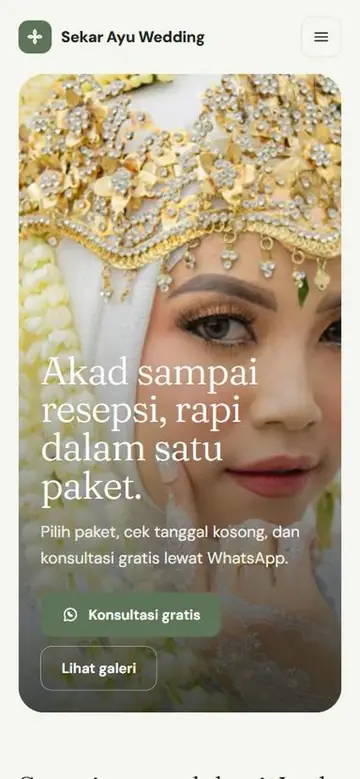 Sekar Ayu Wedding
Akad sampai
resepsi, rapi
dalam satu
paket.
Pilih paket, cek tanggal kosong, dan
konsultasi gratis lewat WhatsApp.
Konsultasi gratis
Lihat galeri